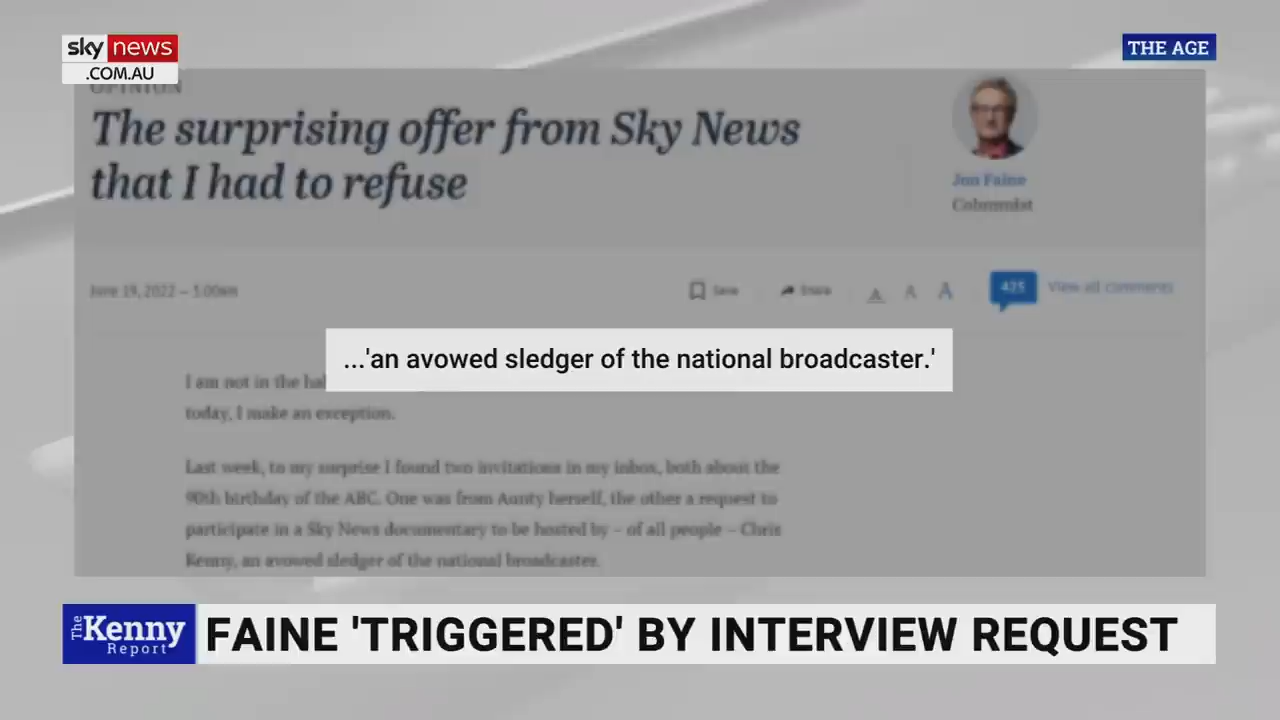 sky news
.COM.AU
THE AGE
OPINION
The surprising offer from Sky News
that I had to refuse
Jon Faine
Columnist
June 19, 2022 – 1.00am
Save
Share
A A A
425
View all comments
...'an avowed sledger of the national broadcaster.'
I am not in the
today, I make an exception.
Last week, to my surprise I found two invitations in my inbox, both about the
90th birthday of the ABC. One was from Aunty herself, the other a request to
participate in a Sky News documentary to be hosted by – of all people – Chris
Kenny, an avowed sledger of the national broadcaster.
The Kenny
Report
FAINE 'TRIGGERED' BY INTERVIEW REQUEST